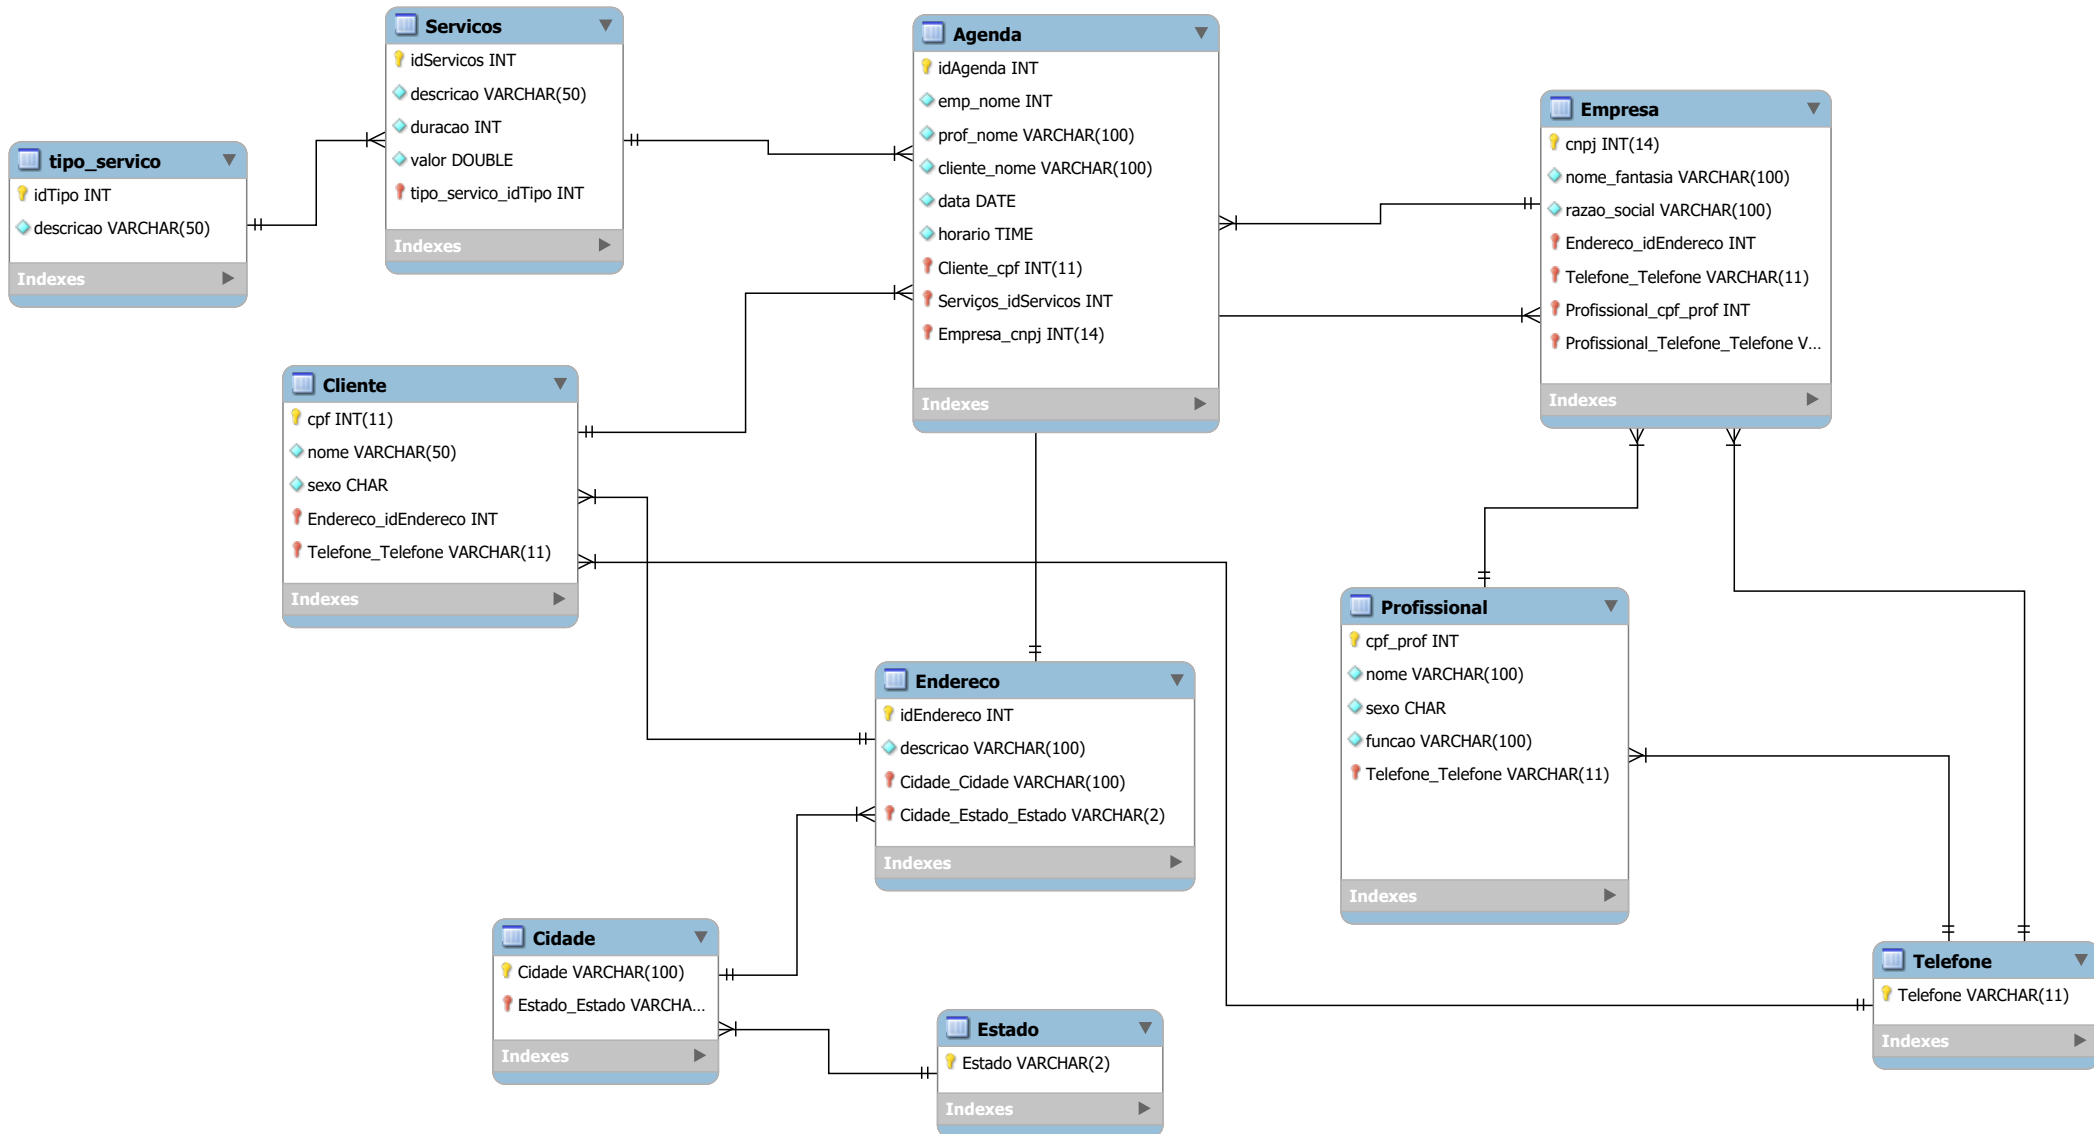 Servicos
idServicos INT
descricao VARCHAR(50)
duracao INT
valor DOUBLE
tipo_servico_idTipo INT
Indexes
Agenda
idAgenda INT
emp_nome INT
prof_nome VARCHAR(100)
cliente_nome VARCHAR(100)
data DATE
horario TIME
Cliente_cpf INT(11)
Serviços_idServicos INT
Empresa_cnpj INT(14)
Indexes
Empresa
cnpj INT(14)
nome_fantasia VARCHAR(100)
razao_social VARCHAR(100)
Endereco_idEndereco INT
Telefone_Telefone VARCHAR(11)
Profissional_cpf_prof INT
Profissional_Telefone_Telefone V...
Indexes
tipo_servico
idTipo INT
descricao VARCHAR(50)
Indexes
Cliente
cpf INT(11)
nome VARCHAR(50)
sexo CHAR
Endereco_idEndereco INT
Telefone_Telefone VARCHAR(11)
Indexes
Profissional
cpf_prof INT
nome VARCHAR(100)
sexo CHAR
funcao VARCHAR(100)
Telefone_Telefone VARCHAR(11)
Indexes
Endereco
idEndereco INT
descricao VARCHAR(100)
Cidade_Cidade VARCHAR(100)
Cidade_Estado_Estado VARCHAR(2)
Indexes
Cidade
Cidade VARCHAR(100)
Estado_Estado VARCHA...
Indexes
Estado
Estado VARCHAR(2)
Indexes
Telefone
Telefone VARCHAR(11)
Indexes